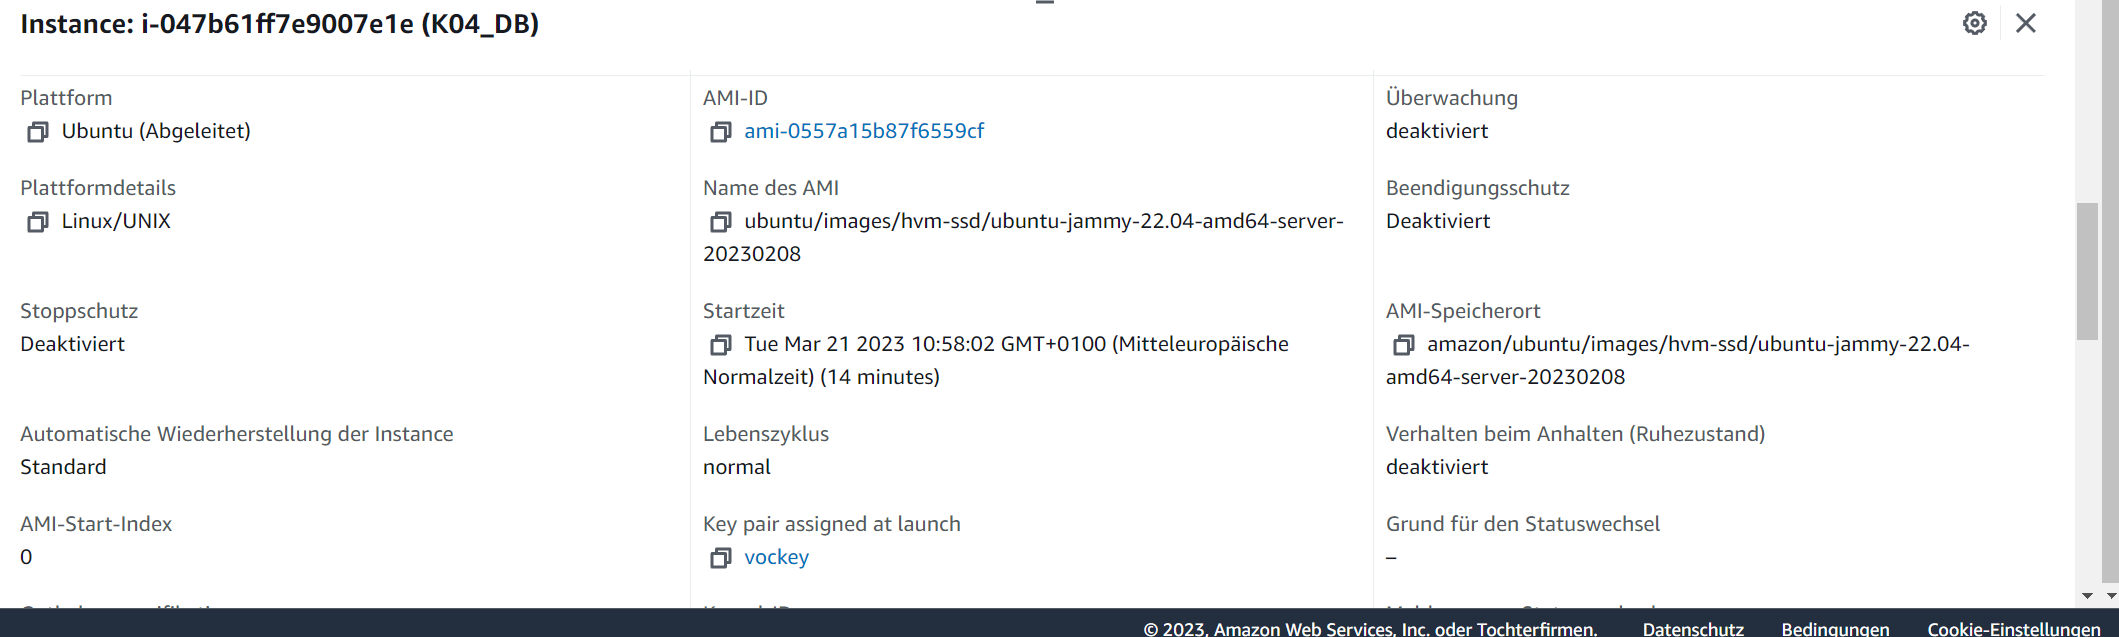 Instance: i-047b61ff7e9007e1e (K04_DB)
Plattform
Ubuntu (Abgeleitet)
AMI-ID
ami-0557a15b87f6559cf
Überwachung
deaktiviert
Plattformdetails
Linux/UNIX
Name des AMI
ubuntu/images/hvm-ssd/ubuntu-jammy-22.04-amd64-server-
20230208
Beendigungsschutz
Deaktiviert
Stoppschutz
Deaktiviert
Startzeit
Tue Mar 21 2023 10:58:02 GMT+0100 (Mitteleuropäische
Normalzeit) (14 minutes)
AMI-Speicherort
amazon/ubuntu/images/hvm-ssd/ubuntu-jammy-22.04-
amd64-server-20230208
Automatische Wiederherstellung der Instance
Standard
Lebenszyklus
normal
Verhalten beim Anhalten (Ruhezustand)
deaktiviert
AMI-Start-Index
0
Key pair assigned at launch
vockey
Grund für den Statuswechsel
–
© 2023, Amazon Web Services, Inc. oder Tochterfirmen.
Datenschutz
Bedingungen
Cookie-Einstellungen